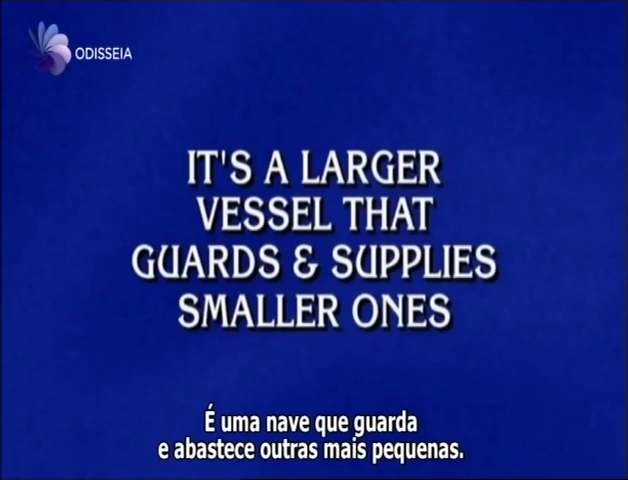 ODISSEIA
IT'S A LARGER
VESSEL THAT
GUARDS & SUPPLIES
SMALLER ONES
É uma nave que guarda
e abastece outras mais pequenas.